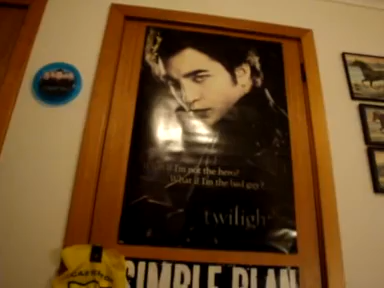 If I'm not the hero?
What if I'm the bad guy?
twilight
SIMPLE PLAN